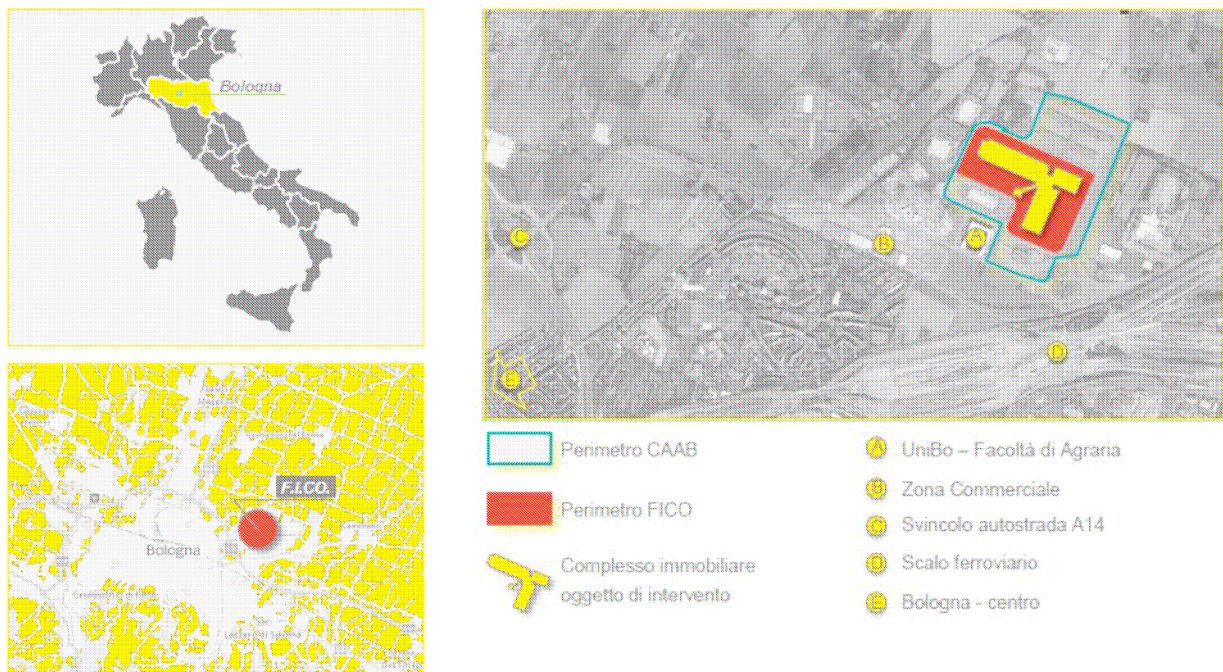 Bologna
C
B
A
D
E
F.I.CO.
Bologna
Perimetro CAAB
Perimetro FICO
Complesso immobiliare
oggetto di intervento
A UniBo – Facoltà di Agraria
B Zona Commerciale
C Svincolo autostrada A14
D Scalo ferroviario
E Bologna - centro